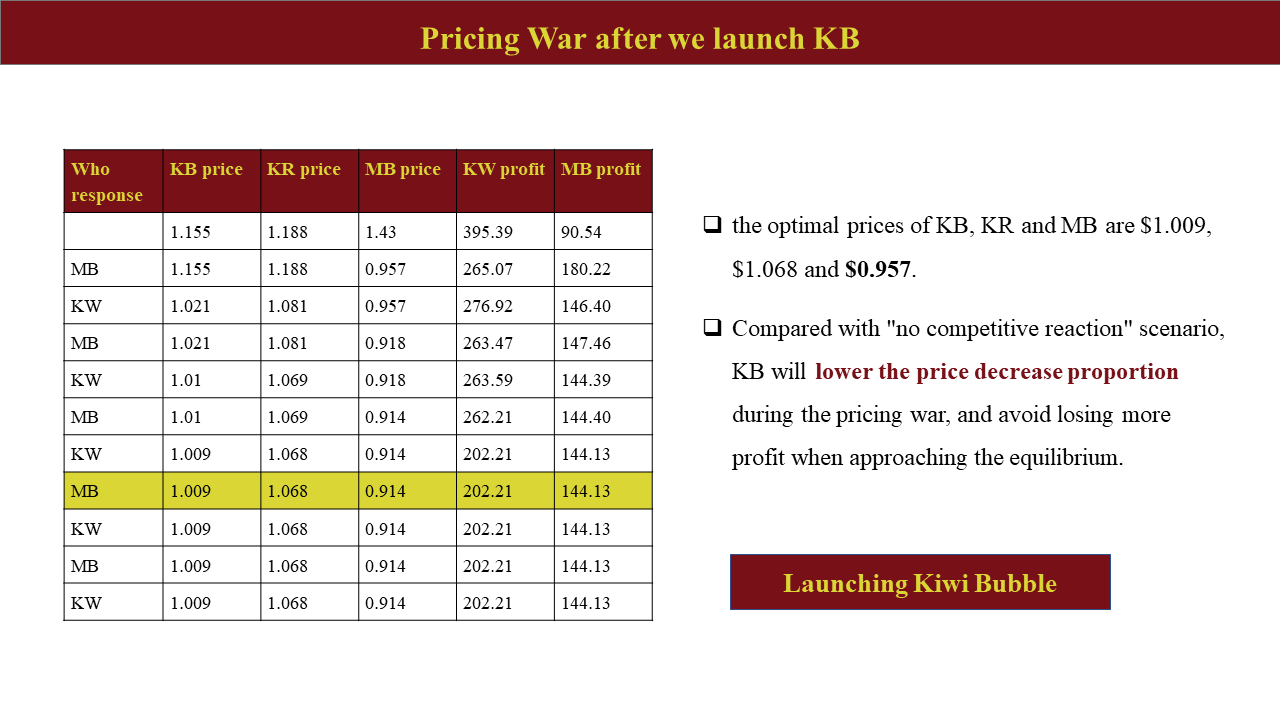 Pricing War after we launch KB
Who response KB price KR price MB price KW profit MB profit
1.155 1.188 1.43 395.39 90.54
MB 1.155 1.188 0.957 265.07 180.22
KW 1.021 1.081 0.957 276.92 146.40
MB 1.021 1.081 0.918 263.47 147.46
KW 1.01 1.069 0.918 263.59 144.39
MB 1.01 1.069 0.914 262.21 144.40
KW 1.009 1.068 0.914 202.21 144.13
MB 1.009 1.068 0.914 202.21 144.13
KW 1.009 1.068 0.914 202.21 144.13
MB 1.009 1.068 0.914 202.21 144.13
KW 1.009 1.068 0.914 202.21 144.13
the optimal prices of KB, KR and MB are $1.009,
$1.068 and $0.957.
Compared with "no competitive reaction" scenario,
KB will lower the price decrease proportion
during the pricing war, and avoid losing more
profit when approaching the equilibrium.
Launching Kiwi Bubble